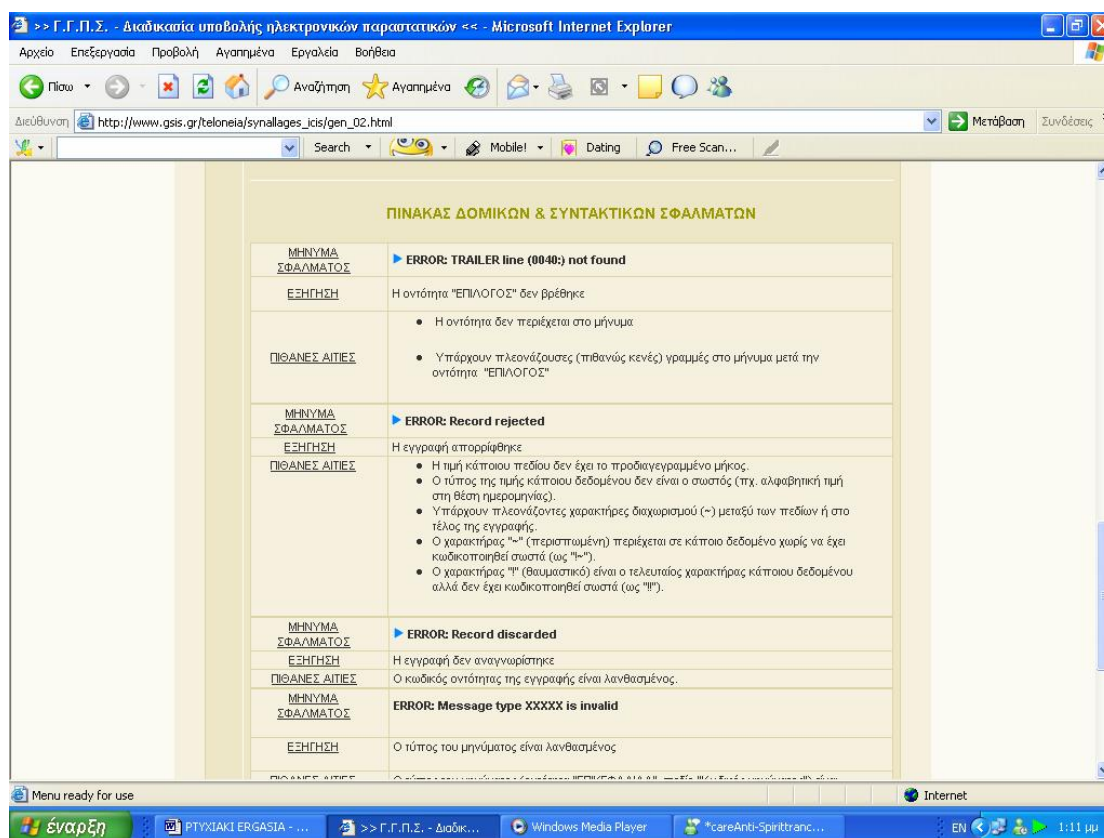 >> Γ.Γ.Π.Σ. - Διαδικασία υποβολής ηλεκτρονικών παραστατικών << - Microsoft Internet Explorer
Αρχείο Επεξεργασία Προβολή Αγαπημένα Εργαλεία Βοήθεια
Πίσω Αναζήτηση Αγαπημένα
Διεύθυνση http://www.gsis.gr/teloneia/synallages_icis/gen_02.html Μετάβαση Συνδέσεις
Search Mobile! Dating Free Scan...
ΠΙΝΑΚΑΣ ΔΟΜΙΚΩΝ & ΣΥΝΤΑΚΤΙΚΩΝ ΣΦΑΛΜΑΤΩΝ
ΜΗΝΥΜΑ
ΣΦΑΛΜΑΤΟΣ
ERROR: TRAILER line (0040:) not found
ΕΞΗΓΗΣΗ
Η οντότητα "ΕΠΙΛΟΓΟΣ" δεν βρέθηκε
ΠΙΘΑΝΕΣ ΑΙΤΙΕΣ
● Η οντότητα δεν περιέχεται στο μήνυμα
● Υπάρχουν πλεονάζουσες (πιθανώς κενές) γραμμές στο μήνυμα μετά την
οντότητα "ΕΠΙΛΟΓΟΣ"
ΜΗΝΥΜΑ
ΣΦΑΛΜΑΤΟΣ
ERROR: Record rejected
ΕΞΗΓΗΣΗ
Η εγγραφή απορρίφθηκε
ΠΙΘΑΝΕΣ ΑΙΤΙΕΣ
● Η τιμή κάποιου πεδίου δεν έχει το προδιαγεγραμμένο μήκος.
● Ο τύπος της τιμής κάποιου δεδομένου δεν είναι ο σωστός (πχ. αλφαβητική τιμή
στη θέση ημερομηνίας).
● Υπάρχουν πλεονάζοντες χαρακτήρες διαχωρισμού (~) μεταξύ των πεδίων ή στο
τέλος της εγγραφής.
● Ο χαρακτήρας "~" (περισπωμένη) περιέχεται σε κάποιο δεδομένο χωρίς να έχει
κωδικοποιηθεί σωστά (ως "!~").
● Ο χαρακτήρας "!" (θαυμαστικό) είναι ο τελευταίος χαρακτήρας κάποιου δεδομένου
αλλά δεν έχει κωδικοποιηθεί σωστά (ως "!!").
ΜΗΝΥΜΑ
ΣΦΑΛΜΑΤΟΣ
ERROR: Record discarded
ΕΞΗΓΗΣΗ
Η εγγραφή δεν αναγνωρίστηκε
ΠΙΘΑΝΕΣ ΑΙΤΙΕΣ
Ο κωδικός οντότητας της εγγραφής είναι λανθασμένος.
ΜΗΝΥΜΑ
ΣΦΑΛΜΑΤΟΣ
ERROR: Message type XXXXX is invalid
ΕΞΗΓΗΣΗ
Ο τύπος του μηνύματος είναι λανθασμένος
Menu ready for use Internet
έναρξη PTYXIAKI ERGASIA - ... >> Γ.Γ.Π.Σ. - Διαδικ... Windows Media Player *careAnti-Spirittranc... EN 1:11 μμ